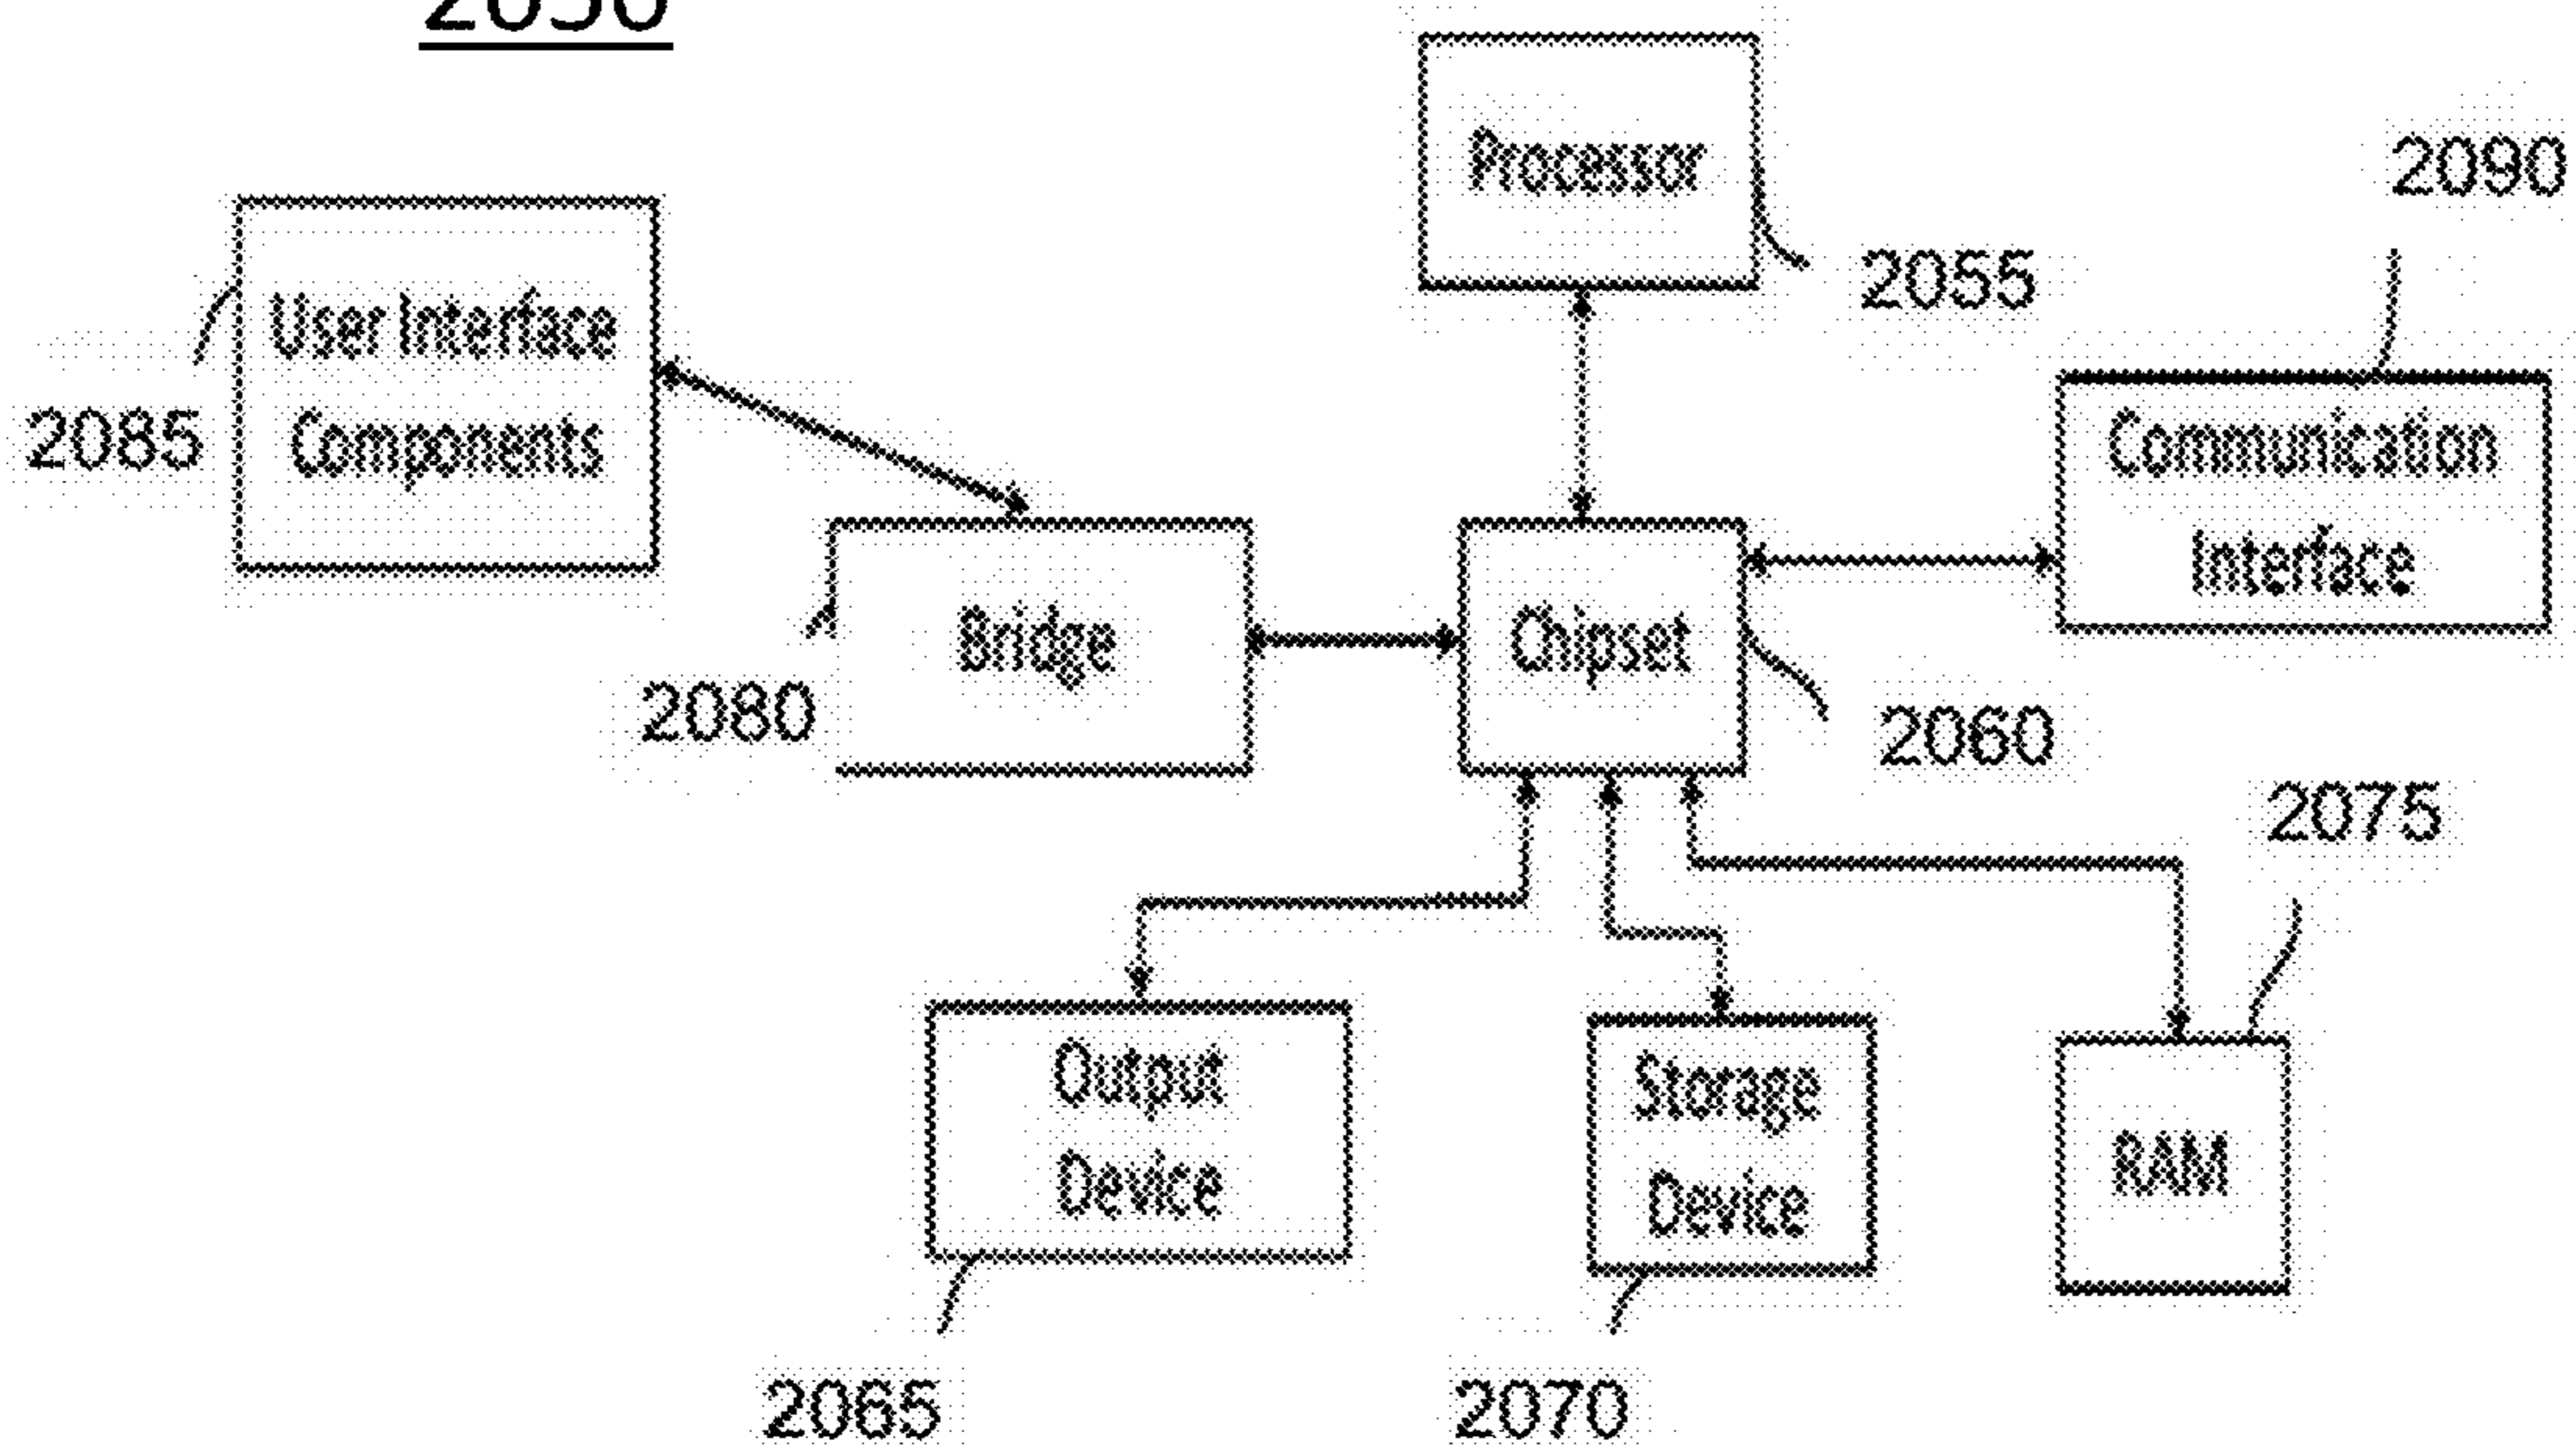 2050
Processor
2090
2055
User Interface
Components
2085
Communication
Interface
Bridge
Chipset
2080
2060
2075
Output
Device
Storage
Device
RAM
2065
2070